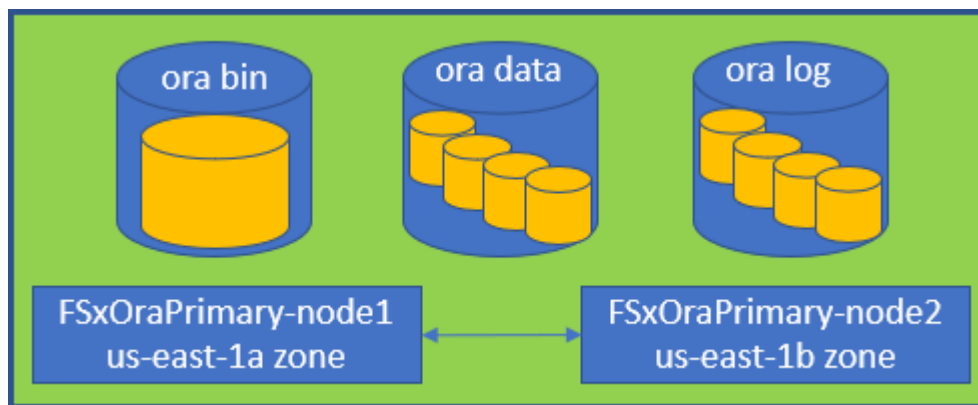 ora bin
ora data
ora log
FSxOraPrimary-node1
us-east-1a zone
FSxOraPrimary-node2
us-east-1b zone